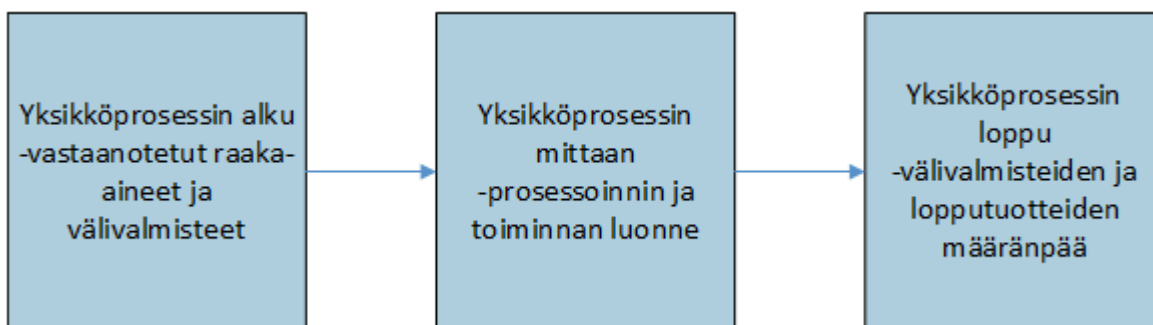 Yksikköprosessin alku
-vastaanotetut raaka-
aineet ja
välivalmisteet
Yksikköprosessin
mittaan
-prosessoinnin ja
toiminnan luonne
Yksikköprosessin
loppu
-välivalmisteiden ja
lopputuotteiden
määränpää